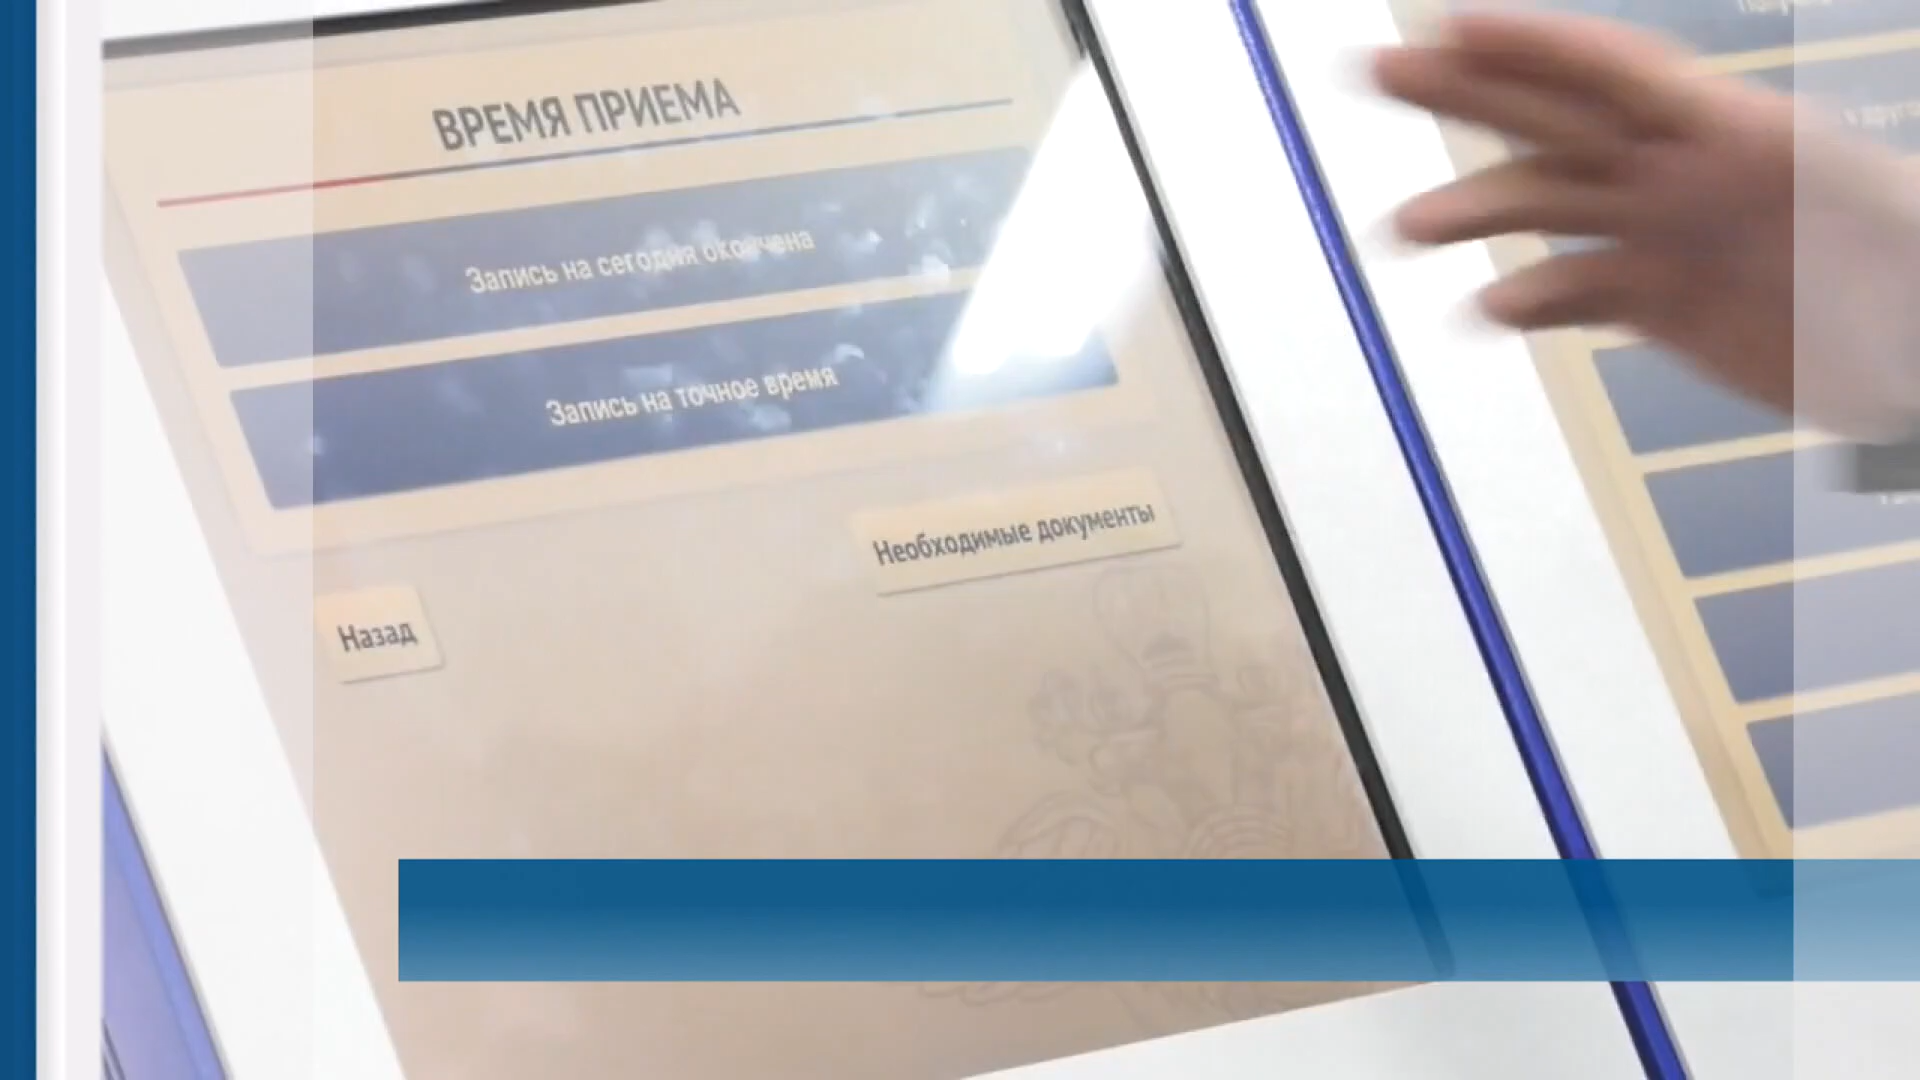 ВРЕМЯ ПРИЕМА
Запись на сегодня окончена
Запись на точное время
Необходимые документы
Назад